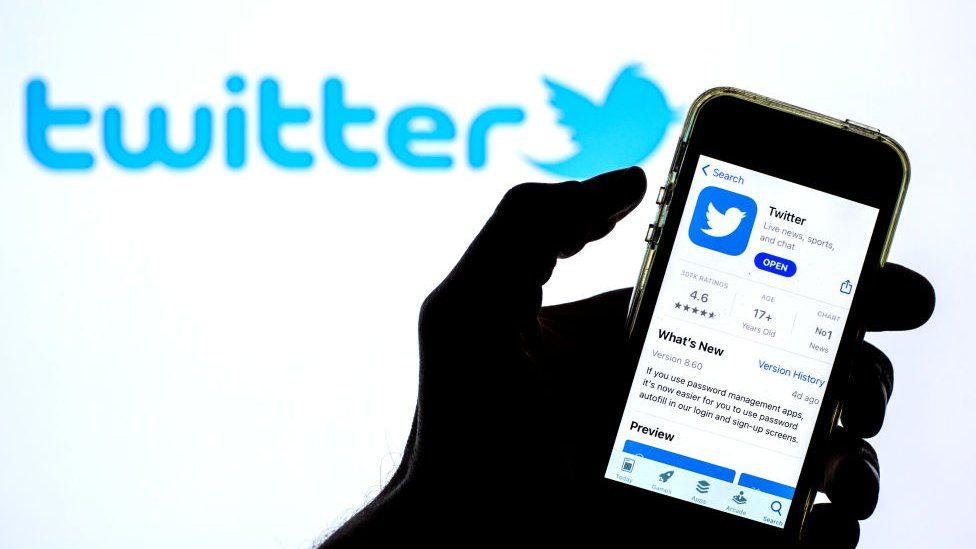 twitter
Search
Twitter
Live news, sports,
and chat
OPEN
307K RATINGS
4.6
AGE
17+
Years Old
CHART
No1
News
What's New
Version History
Version 8.60
4d ago
If you use password management apps,
it's now easier for you to use password
autofill in our login and sign-up screens.
Preview
Today
Games
Apps
Arcade
Search